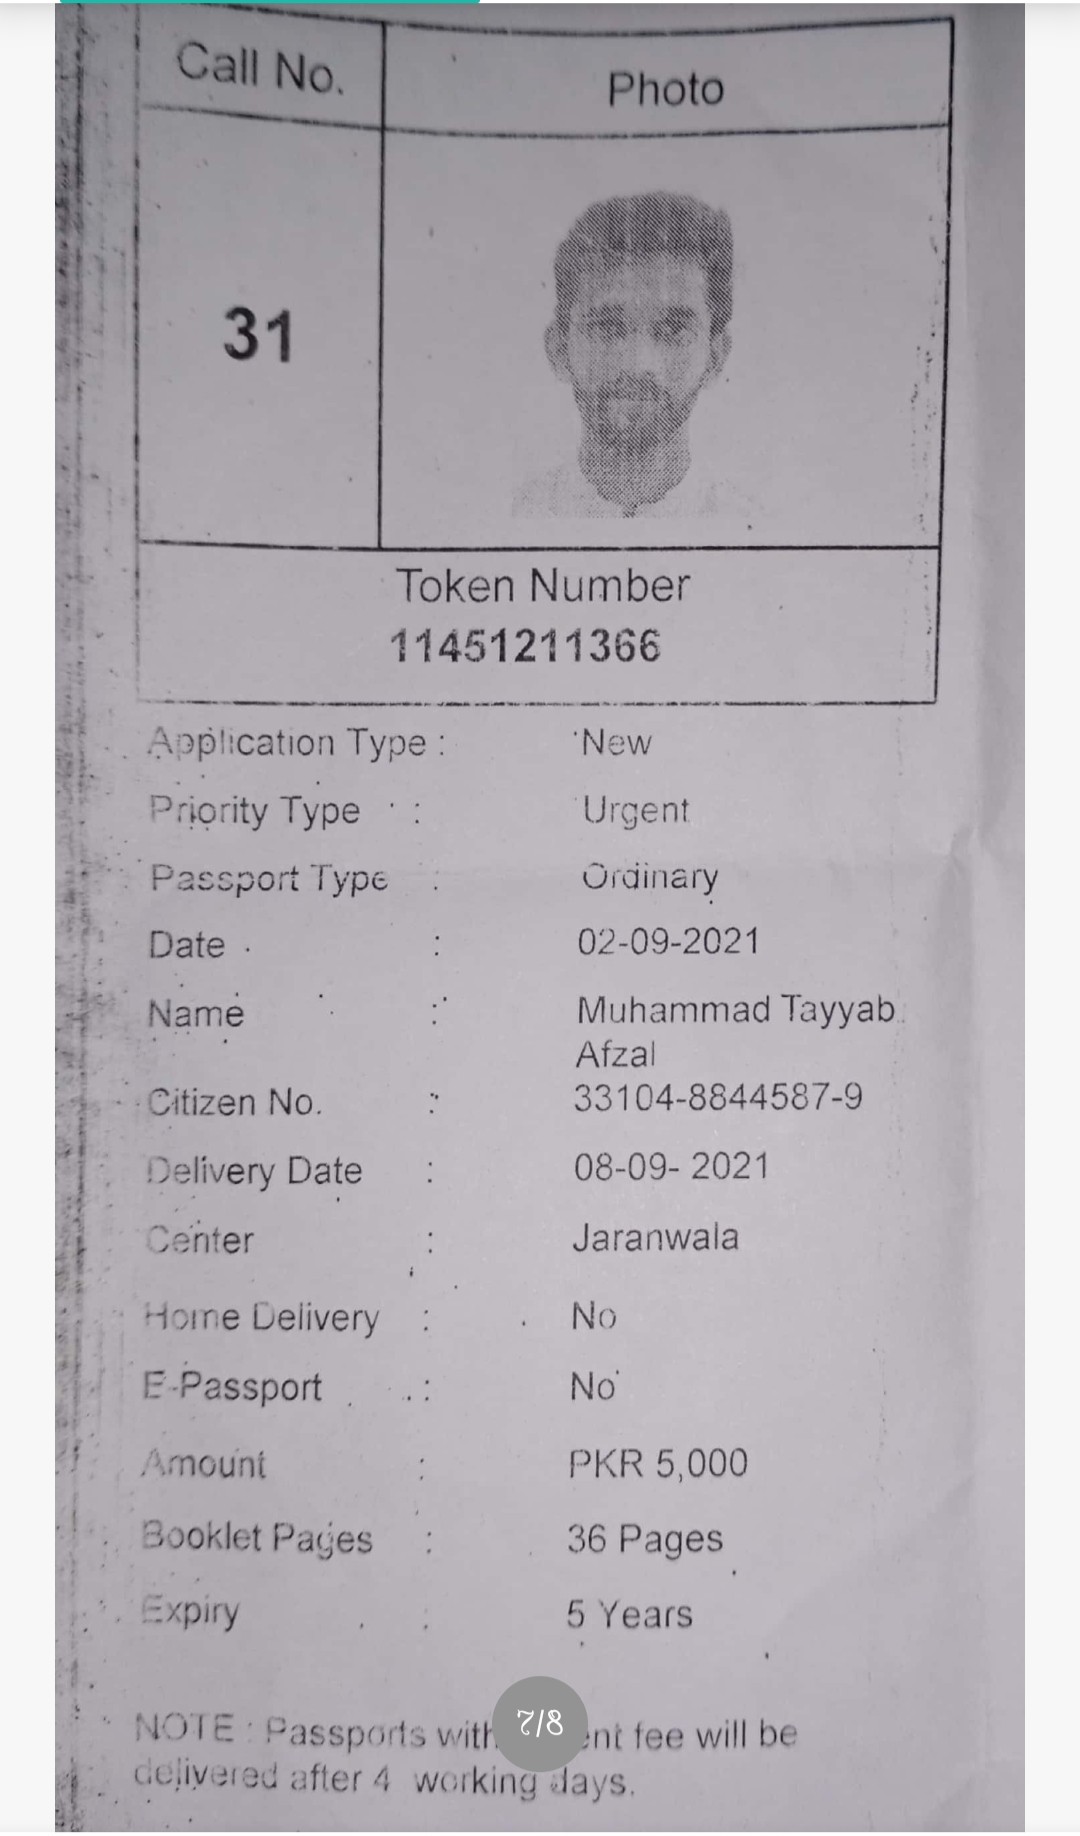 Call No. Photo
31
Token Number
11451211366
Application Type : New
Priority Type : Urgent
Passport Type : Ordinary
Date : 02-09-2021
Name : Muhammad Tayyab
Afzal
Citizen No. : 33104-8844587-9
Delivery Date : 08-09- 2021
Center : Jaranwala
Home Delivery : No
E-Passport : No
Amount : PKR 5,000
Booklet Pages : 36 Pages
Expiry : 5 Years
NOTE : Passports with fee will be
7/8
delivered after 4 working days.